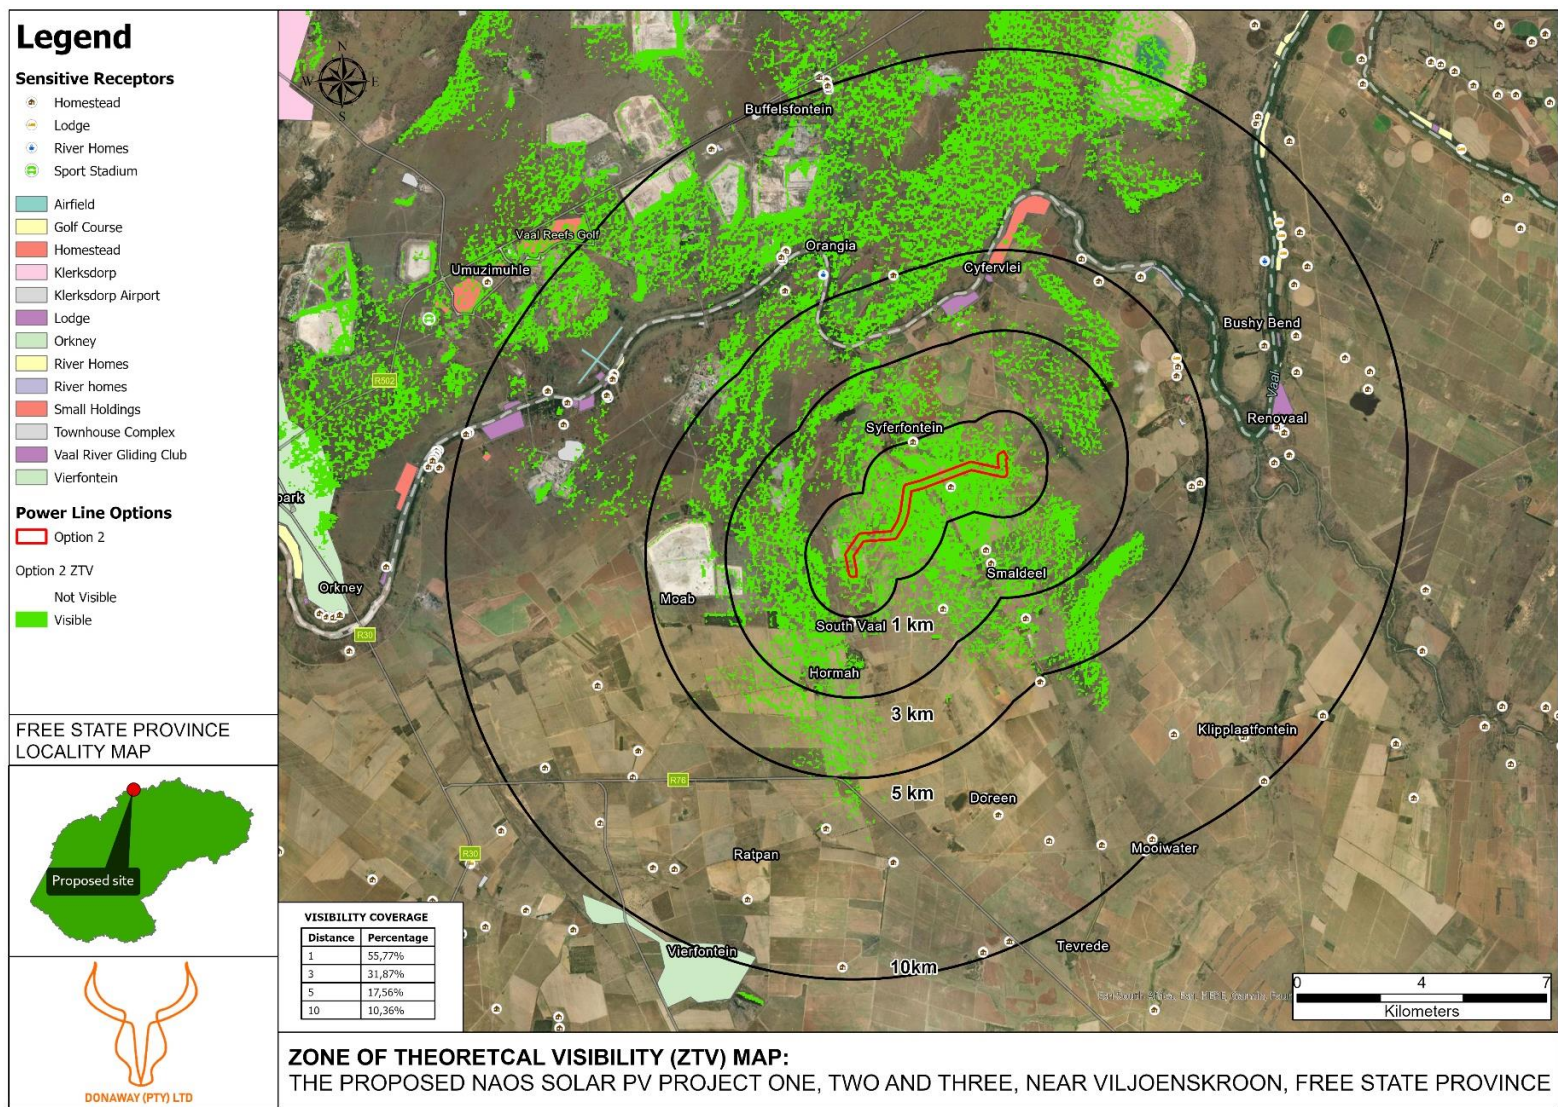 Legend
Sensitive Receptors
Homestead
Lodge
River Homes
Sport Stadium
Airfield
Golf Course
Homestead
Klerksdorp
Klerksdorp Airport
Lodge
Orkney
River Homes
River homes
Small Holdings
Townhouse Complex
Vaal River Gliding Club
Vierfontein
Power Line Options
Option 2
Option 2 ZTV
Not Visible
Visible
FREE STATE PROVINCE
LOCALITY MAP
Proposed site
DONAWAY (PTY) LTD
N
W E
S
Buffelsfontein
Vaal Reefs Golf
Umuzimuhle
Orangia
Cyfervlei
Bushy Bend
Vaal
R502
Renovaal
Syferfontein
park
Orkney
R30
Moab
Smaldeel
South Vaal
1 km
Hormah
3 km
Klipplaatfontein
R76
5 km
Doreen
R30
Ratpan
Mooiwater
Vierfontein
Tevrede
10km
VISIBILITY COVERAGE
Distance Percentage
1 55,77%
3 31,87%
5 17,56%
10 10,36%
0 4 7
Kilometers
ZONE OF THEORETCAL VISIBILITY (ZTV) MAP:
THE PROPOSED NAOS SOLAR PV PROJECT ONE, TWO AND THREE, NEAR VILJOENSKROON, FREE STATE PROVINCE